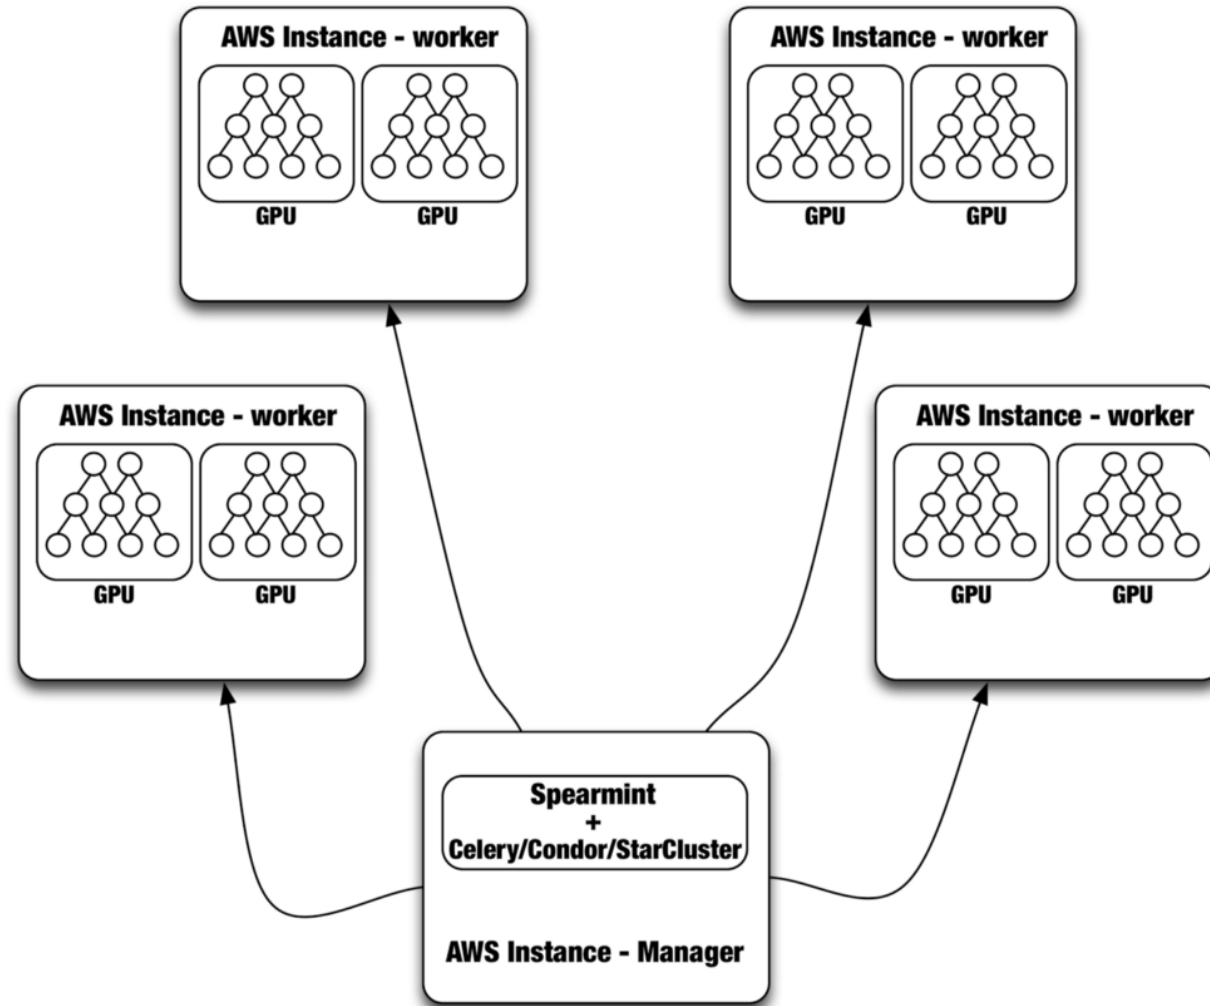 AWS Instance - worker
GPU
GPU
AWS Instance - worker
GPU
GPU
AWS Instance - worker
GPU
GPU
AWS Instance - worker
GPU
GPU
Spearmint
+
Celery/Condor/StarCluster
AWS Instance - Manager